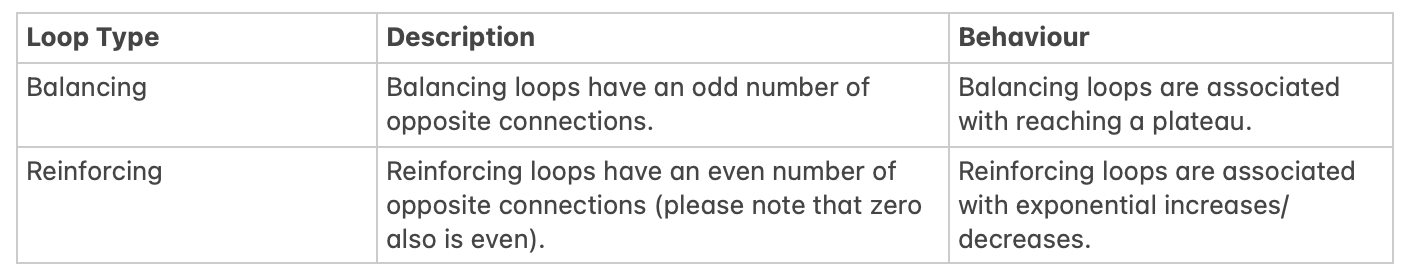 Loop Type Description Behaviour
Balancing Balancing loops have an odd number of Balancing loops are associated
opposite connections. with reaching a plateau.
Reinforcing Reinforcing loops have an even number of Reinforcing loops are associated
opposite connections (please note that zero with exponential increases/
also is even). decreases.